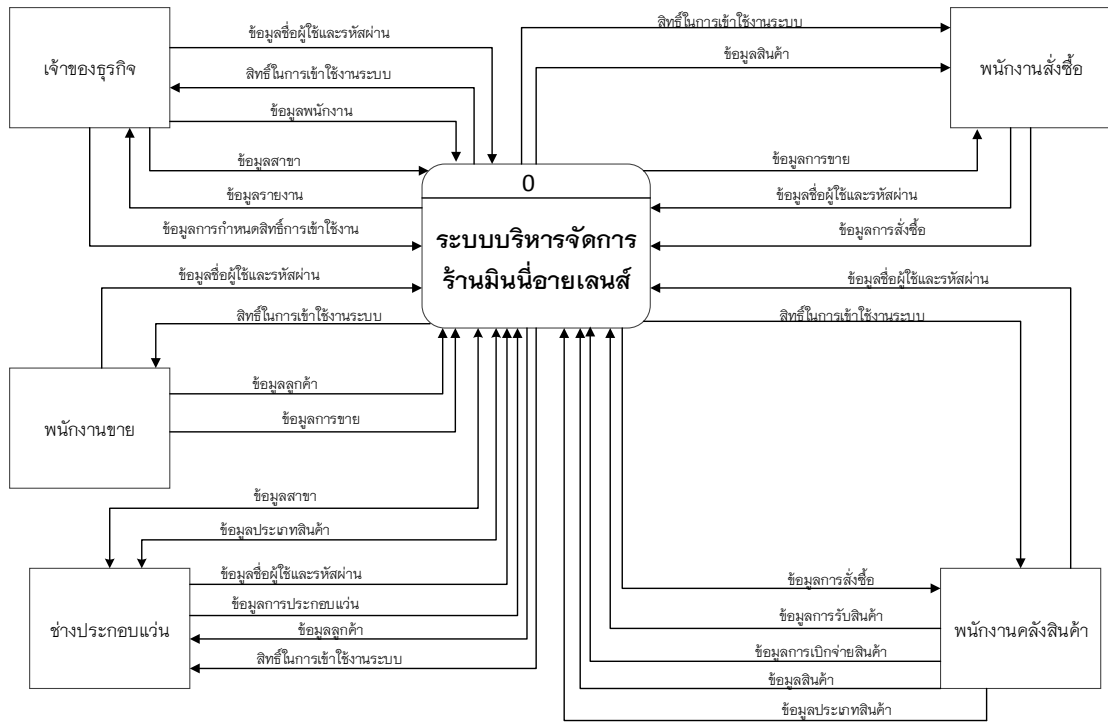 เจ้าของธุรกิจ
ข้อมูลชื่อผู้ใช้และรหัสผ่าน
สิทธิ์ในการเข้าใช้งานระบบ
ข้อมูลพนักงาน
ข้อมูลสาขา
ข้อมูลรายงาน
ข้อมูลการกำหนดสิทธิ์การเข้าใช้งาน
สิทธิ์ในการเข้าใช้งานระบบ
ข้อมูลสินค้า
พนักงานสั่งซื้อ
ข้อมูลการขาย
ข้อมูลชื่อผู้ใช้และรหัสผ่าน
ข้อมูลการสั่งซื้อ
0
ระบบบริหารจัดการ
ร้านมินนี่อายเลนส์
ข้อมูลชื่อผู้ใช้และรหัสผ่าน
สิทธิ์ในการเข้าใช้งานระบบ
พนักงานขาย
ข้อมูลลูกค้า
ข้อมูลการขาย
ข้อมูลชื่อผู้ใช้และรหัสผ่าน
สิทธิ์ในการเข้าใช้งานระบบ
ข้อมูลสาขา
ข้อมูลประเภทสินค้า
ช่างประกอบแว่น
ข้อมูลชื่อผู้ใช้และรหัสผ่าน
ข้อมูลการประกอบแว่น
ข้อมูลลูกค้า
สิทธิ์ในการเข้าใช้งานระบบ
ข้อมูลการสั่งซื้อ
ข้อมูลการรับสินค้า
ข้อมูลการเบิกจ่ายสินค้า
ข้อมูลสินค้า
ข้อมูลประเภทสินค้า
พนักงานคลังสินค้า